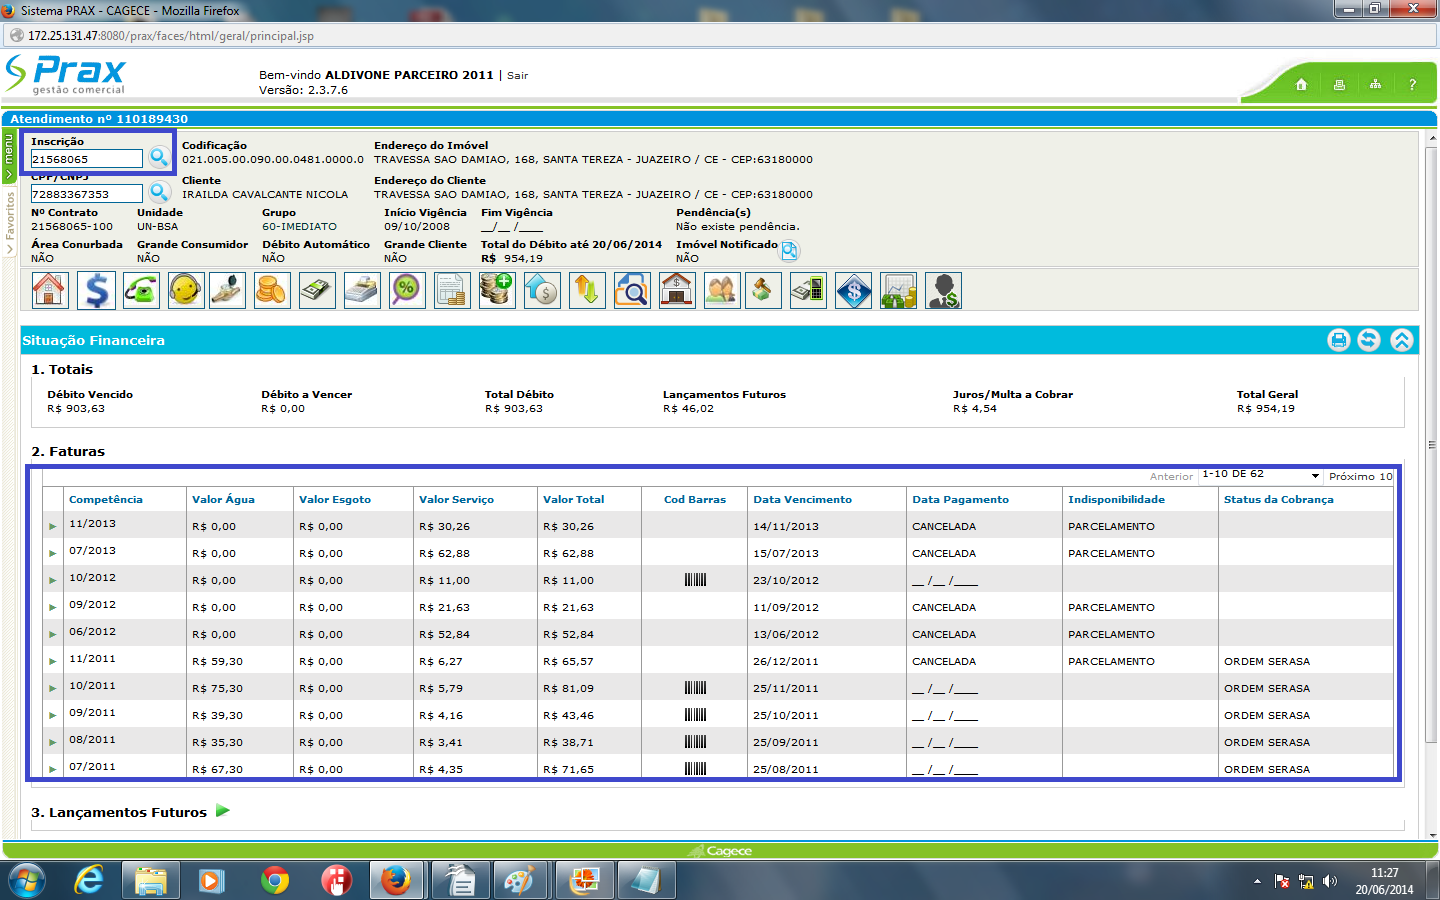 Sistema PRAX - CAGECE - Mozilla Firefox
172.25.131.47:8080/prax/faces/html/geral/principal.jsp
Prax
gestão comercial
Bem-vindo ALDIVONE PARCEIRO 2011 | Sair
Versão: 2.3.7.6
?
Atendimento nº 110189430
menu
Favoritos
Inscrição Codificação Endereço do Imóvel
21568065 021.005.00.090.00.0481.0000.0 TRAVESSA SAO DAMIAO, 168, SANTA TEREZA - JUAZEIRO / CE - CEP:63180000
CPF/CNPJ Cliente Endereço do Cliente
72883367353 IRAILDA CAVALCANTE NICOLA TRAVESSA SAO DAMIAO, 168, SANTA TEREZA - JUAZEIRO / CE - CEP:63180000
Nº Contrato Unidade Grupo Início Vigência Fim Vigência Pendência(s)
21568065-100 UN-BSA 60-IMEDIATO 09/10/2008 __/__ /____ Não existe pendência.
Área Conurbada Grande Consumidor Débito Automático Grande Cliente Total do Débito até 20/06/2014 Imóvel Notificado
NÃO NÃO NÃO NÃO R$ 954,19 NÃO
Situação Financeira
1. Totais
Débito Vencido Débito a Vencer Total Débito Lançamentos Futuros Juros/Multa a Cobrar Total Geral
R$ 903,63 R$ 0,00 R$ 903,63 R$ 46,02 R$ 4,54 R$ 954,19
2. Faturas
Anterior 1-10 DE 62 Próximo 10
Competência Valor Água Valor Esgoto Valor Serviço Valor Total Cod Barras Data Vencimento Data Pagamento Indisponibilidade Status da Cobrança
11/2013 R$ 0,00 R$ 0,00 R$ 30,26 R$ 30,26 14/11/2013 CANCELADA PARCELAMENTO
07/2013 R$ 0,00 R$ 0,00 R$ 62,88 R$ 62,88 15/07/2013 CANCELADA PARCELAMENTO
10/2012 R$ 0,00 R$ 0,00 R$ 11,00 R$ 11,00 23/10/2012 __ /__ /____
09/2012 R$ 0,00 R$ 0,00 R$ 21,63 R$ 21,63 11/09/2012 CANCELADA PARCELAMENTO
06/2012 R$ 0,00 R$ 0,00 R$ 52,84 R$ 52,84 13/06/2012 CANCELADA PARCELAMENTO
11/2011 R$ 59,30 R$ 0,00 R$ 6,27 R$ 65,57 26/12/2011 CANCELADA PARCELAMENTO ORDEM SERASA
10/2011 R$ 75,30 R$ 0,00 R$ 5,79 R$ 81,09 25/11/2011 __ /__ /____ ORDEM SERASA
09/2011 R$ 39,30 R$ 0,00 R$ 4,16 R$ 43,46 25/10/2011 __ /__ /____ ORDEM SERASA
08/2011 R$ 35,30 R$ 0,00 R$ 3,41 R$ 38,71 25/09/2011 __ /__ /____ ORDEM SERASA
07/2011 R$ 67,30 R$ 0,00 R$ 4,35 R$ 71,65 25/08/2011 __ /__ /____ ORDEM SERASA
3. Lançamentos Futuros
Cagece
11:27
20/06/2014